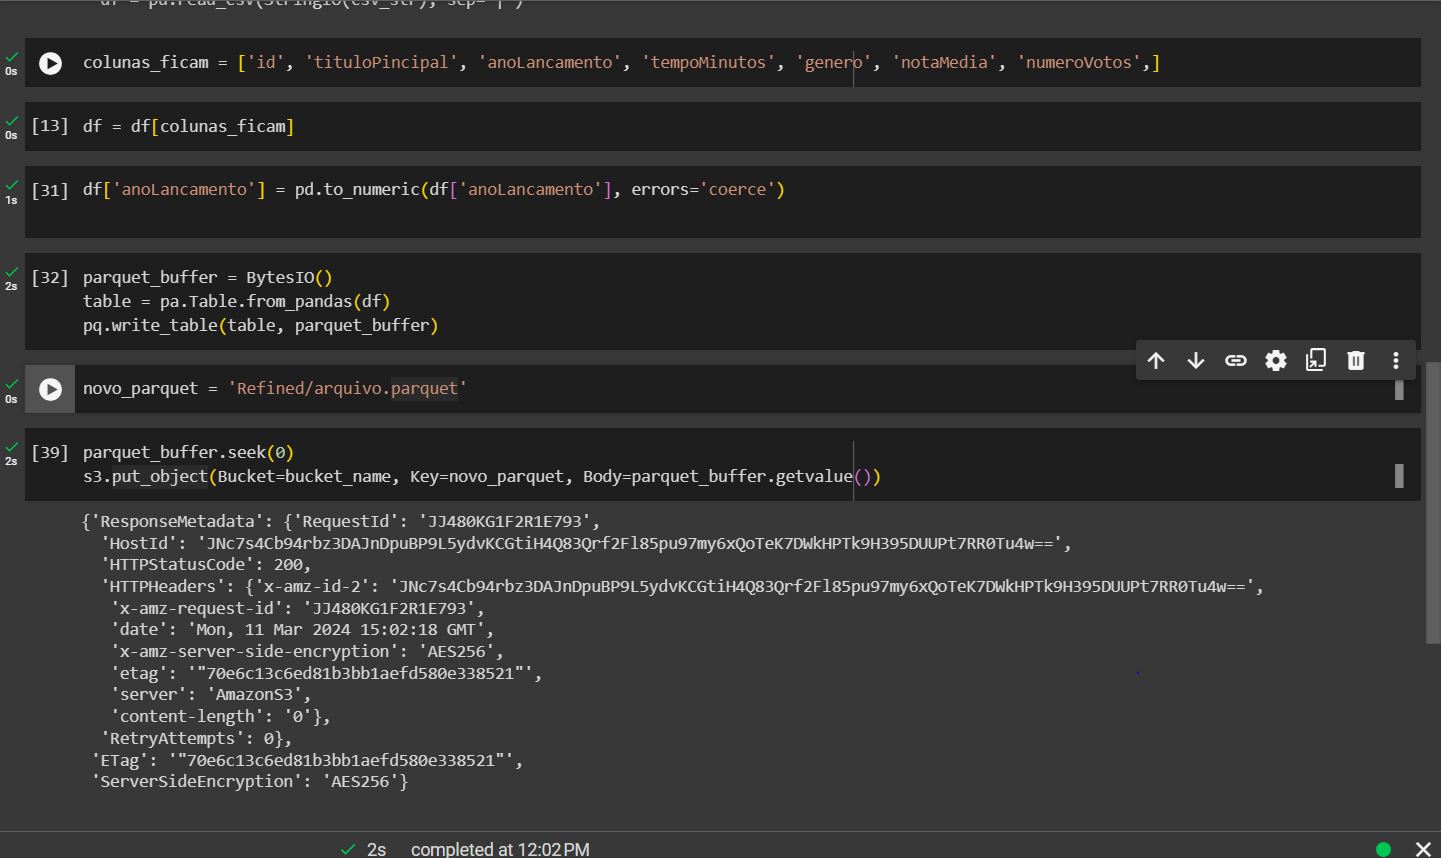 df = pd.read_csv(StringIO(csv_str), sep='|')
0s
colunas_ficam = ['id', 'tituloPincipal', 'anoLancamento', 'tempoMinutos', 'genero', 'notaMedia', 'numeroVotos',]
0s
[13] df = df[colunas_ficam]
1s
[31] df['anoLancamento'] = pd.to_numeric(df['anoLancamento'], errors='coerce')
2s
[32] parquet_buffer = BytesIO()
table = pa.Table.from_pandas(df)
pq.write_table(table, parquet_buffer)
0s
novo_parquet = 'Refined/arquivo.parquet'
2s
[39] parquet_buffer.seek(0)
s3.put_object(Bucket=bucket_name, Key=novo_parquet, Body=parquet_buffer.getvalue())
{'ResponseMetadata': {'RequestId': 'JJ480KG1F2R1E793',
'HostId': 'JNc7s4Cb94rbz3DAJnDpuBP9L5ydvKCGtiH4Q83Qrf2Fl85pu97my6xQoTeK7DWkHPTk9H395DUUPt7RR0Tu4w==',
'HTTPStatusCode': 200,
'HTTPHeaders': {'x-amz-id-2': 'JNc7s4Cb94rbz3DAJnDpuBP9L5ydvKCGtiH4Q83Qrf2Fl85pu97my6xQoTeK7DWkHPTk9H395DUUPt7RR0Tu4w==',
'x-amz-request-id': 'JJ480KG1F2R1E793',
'date': 'Mon, 11 Mar 2024 15:02:18 GMT',
'x-amz-server-side-encryption': 'AES256',
'etag': '"70e6c13c6ed81b3bb1aefd580e338521"',
'server': 'AmazonS3',
'content-length': '0'},
'RetryAttempts': 0},
'ETag': '"70e6c13c6ed81b3bb1aefd580e338521"',
'ServerSideEncryption': 'AES256'}
2s completed at 12:02 PM